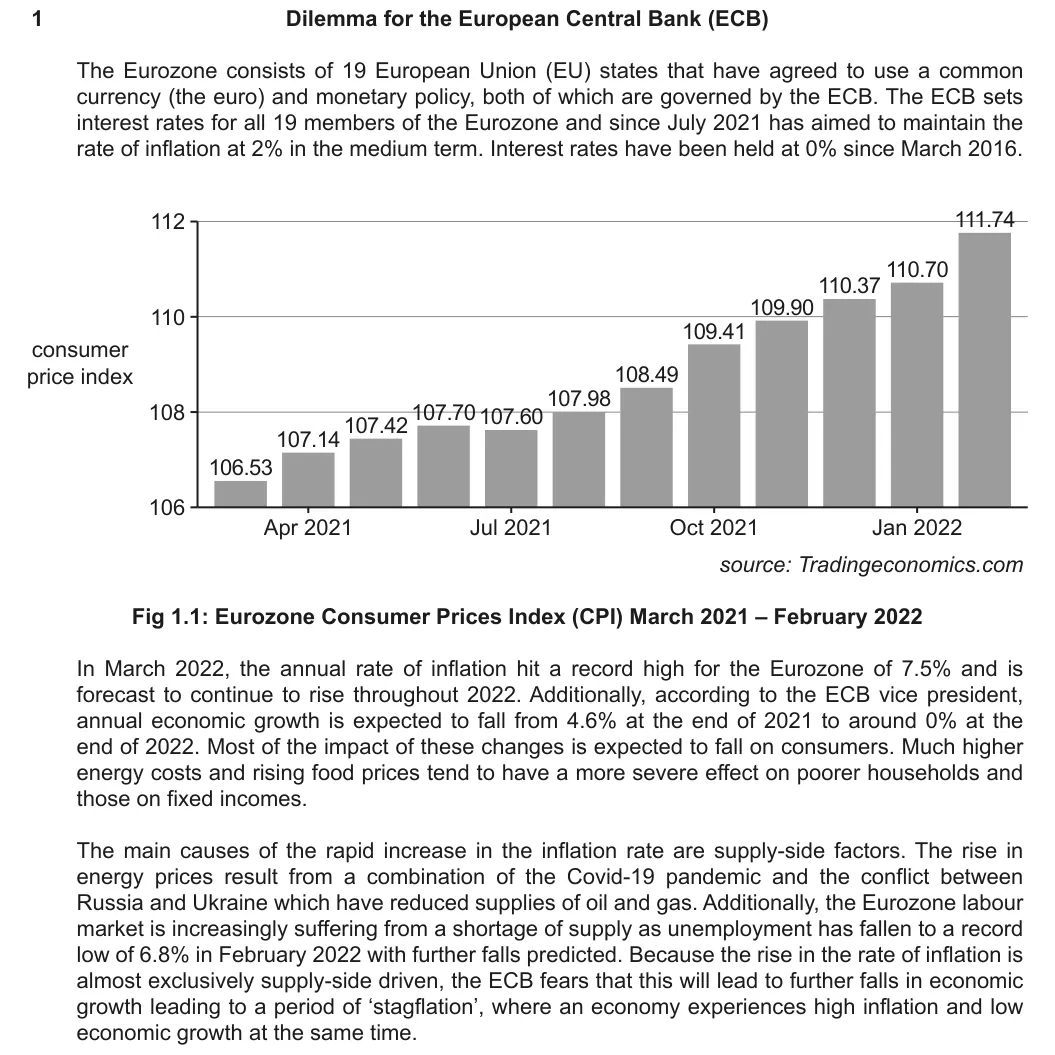 1 Dilemma for the European Central Bank (ECB)
The Eurozone consists of 19 European Union (EU) states that have agreed to use a common
currency (the euro) and monetary policy, both of which are governed by the ECB. The ECB sets
interest rates for all 19 members of the Eurozone and since July 2021 has aimed to maintain the
rate of inflation at 2% in the medium term. Interest rates have been held at 0% since March 2016.
112
110
108
106
consumer
price index
106.53
107.14
107.42
107.70
107.60
107.98
108.49
109.41
109.90
110.37
110.70
111.74
Apr 2021
Jul 2021
Oct 2021
Jan 2022
source: Tradingeconomics.com
Fig 1.1: Eurozone Consumer Prices Index (CPI) March 2021 – February 2022
In March 2022, the annual rate of inflation hit a record high for the Eurozone of 7.5% and is
forecast to continue to rise throughout 2022. Additionally, according to the ECB vice president,
annual economic growth is expected to fall from 4.6% at the end of 2021 to around 0% at the
end of 2022. Most of the impact of these changes is expected to fall on consumers. Much higher
energy costs and rising food prices tend to have a more severe effect on poorer households and
those on fixed incomes.
The main causes of the rapid increase in the inflation rate are supply-side factors. The rise in
energy prices result from a combination of the Covid-19 pandemic and the conflict between
Russia and Ukraine which have reduced supplies of oil and gas. Additionally, the Eurozone labour
market is increasingly suffering from a shortage of supply as unemployment has fallen to a record
low of 6.8% in February 2022 with further falls predicted. Because the rise in the rate of inflation is
almost exclusively supply-side driven, the ECB fears that this will lead to further falls in economic
growth leading to a period of ‘stagflation’, where an economy experiences high inflation and low
economic growth at the same time.